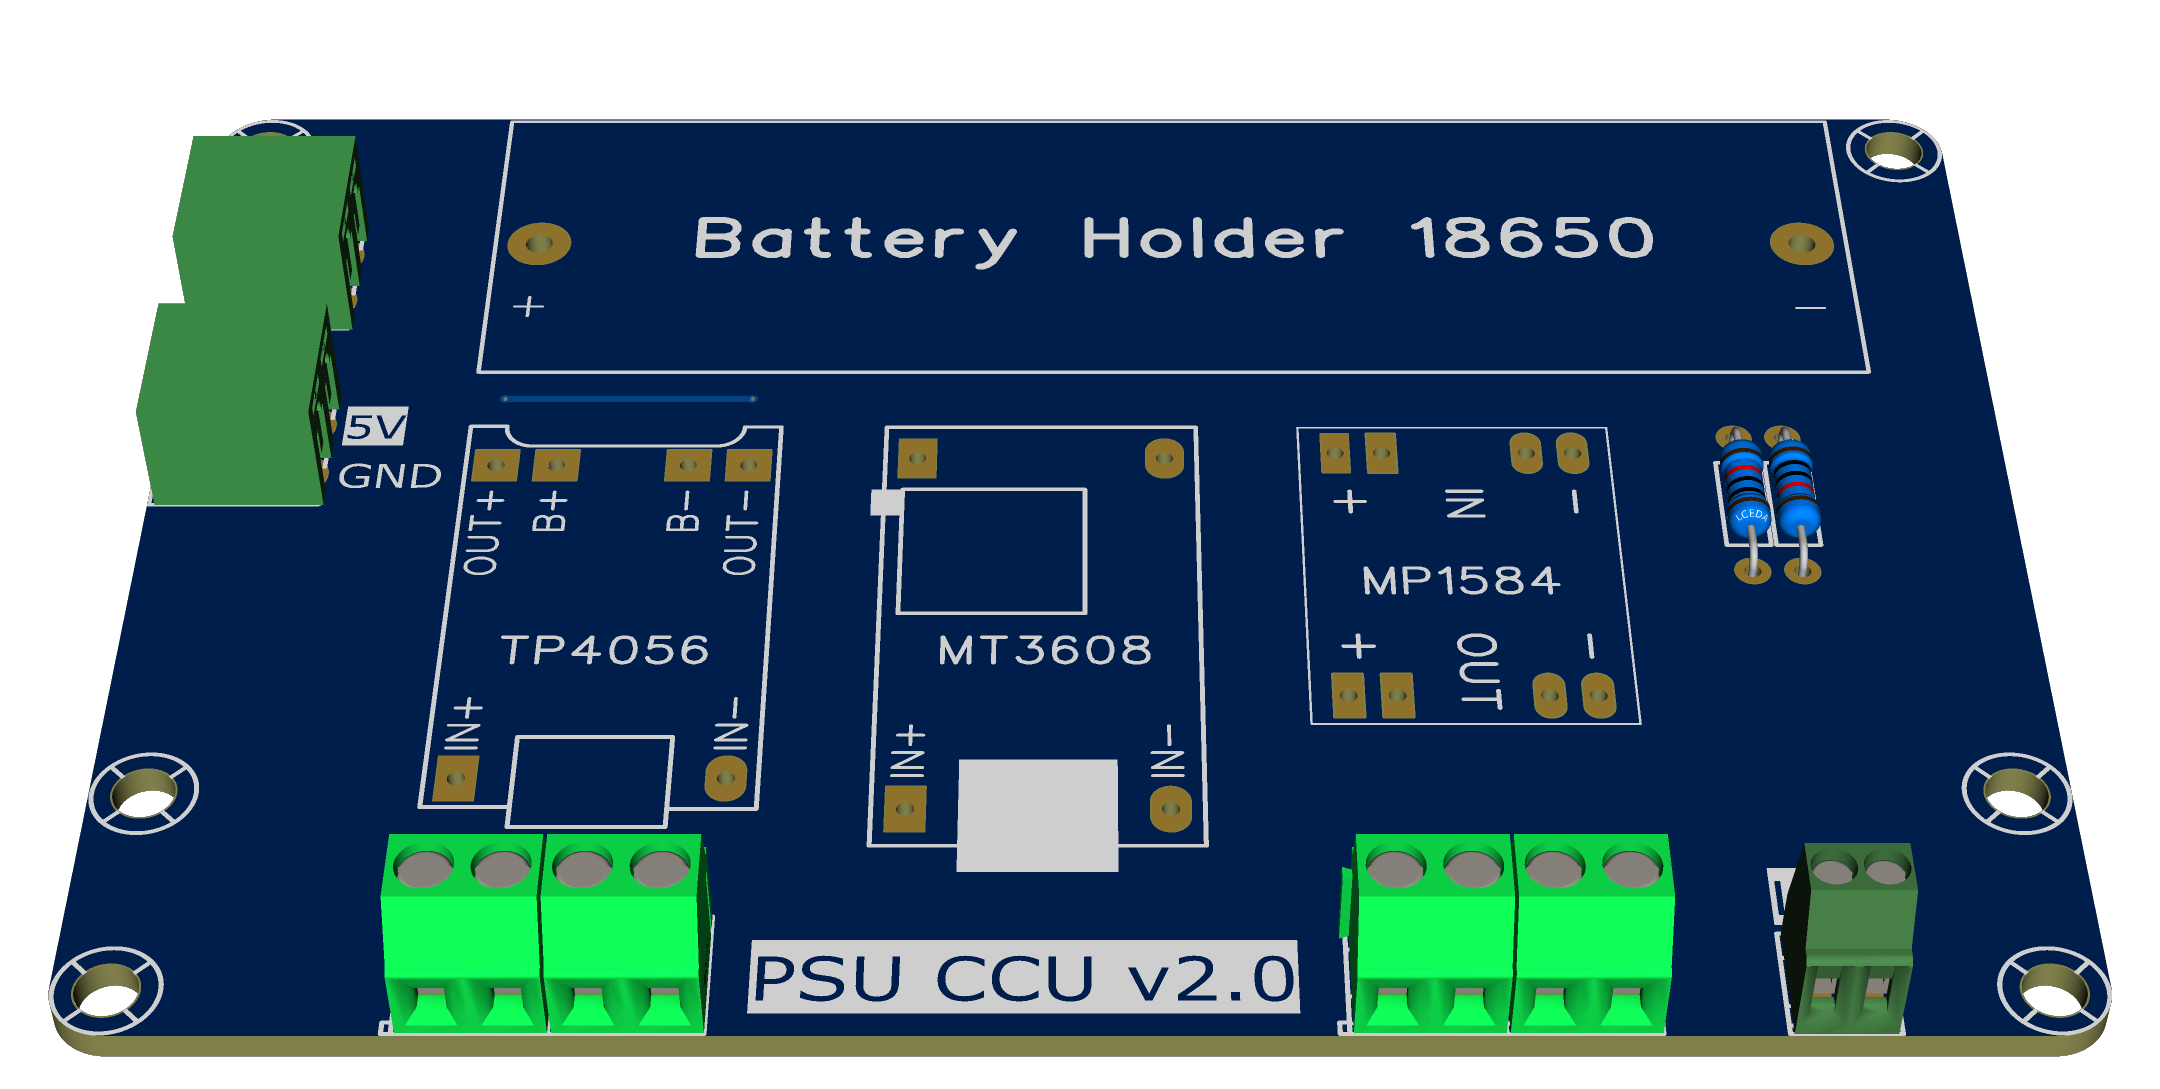 Battery Holder 18650
+
−
5V
GND
OUT+
B+
B-
OUT-
TP4056
IN+
IN-
MT3608
IN+
IN-
+
IN
−
MP1584
+
OUT
−
LCEDA
PSU CCU v2.0